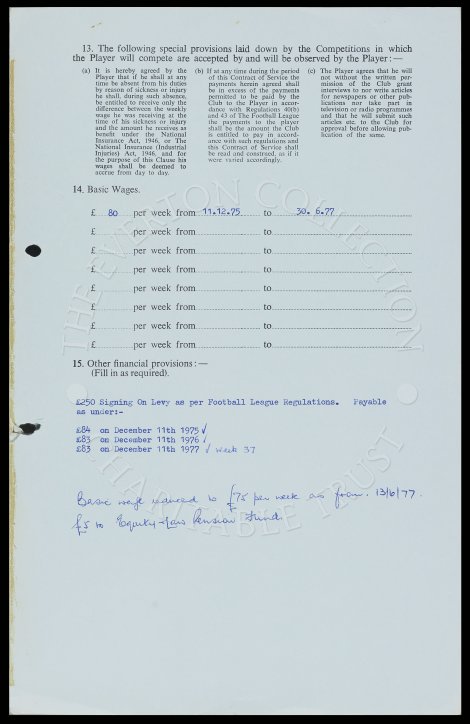 13. The following special provisions laid down by the Competitions in which
the Player will compete are accepted by and will be observed by the Player:—
(a) It is hereby agreed by the
Player that if he shall at any
time be absent from his duties
by reason of sickness or injury
he shall, during such absence,
be entitled to receive only the
difference between the weekly
wage he was receiving at the
time of his sickness or injury
and the amount he receives as
benefit under the National
Insurance Act, 1946, or The
National Insurance (Industrial
Injuries) Act, 1946, and for
the purpose of this Clause his
wages shall be deemed to
accrue from day to day.
(b) If at any time during the period
of this Contract of Service the
payments herein agreed shall
be in excess of the payments
permitted to be paid by the
Club to the Player in accor-
dance with Regulations 40(b)
and 43 of The Football League
the payments to the player
shall be the amount the Club
is entitled to pay in accord-
ance with such regulations and
this Contract of Service shall
be read and construed, as if it
were varied accordingly.
(c) The Player agrees that he will
not without the written per-
mission of the Club grant
interviews to nor write articles
for newspapers or other pub-
lications nor take part in
television or radio programmes
and that he will submit such
articles etc. to the Club for
approval before allowing pub-
lication of the same.
14. Basic Wages.
£ 80 per week from 11.12.75 to 30. 6.77
£ per week from to
£ per week from to
£ per week from to
£ per week from to
£ per week from to
£ per week from to
£ per week from to
15. Other financial provisions:—
(Fill in as required).
£250 Signing On Levy as per Football League Regulations. Payable
as under:-
£84 on December 11th 1975 ✓
£83 on December 11th 1976 ✓
£83 on December 11th 1977 ✓ week 37
Basic wage reduced to £75 per week as from. 13/6/77.
£5 to Equity & Law Pension Fund.
THE EVERTON COLLECTION
CHARITABLE TRUST